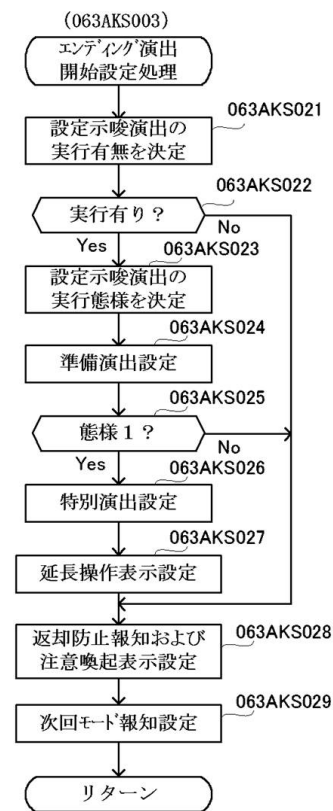 (063AKS003)
エンディング演出
開始設定処理
063AKS021
設定示唆演出の
実行有無を決定
063AKS022
実行有り?
No
Yes
063AKS023
設定示唆演出の
実行態様を決定
063AKS024
準備演出設定
063AKS025
態様1?
No
Yes
063AKS026
特別演出設定
063AKS027
延長操作表示設定
063AKS028
返却防止報知および
注意喚起表示設定
063AKS029
次回モード報知設定
リターン